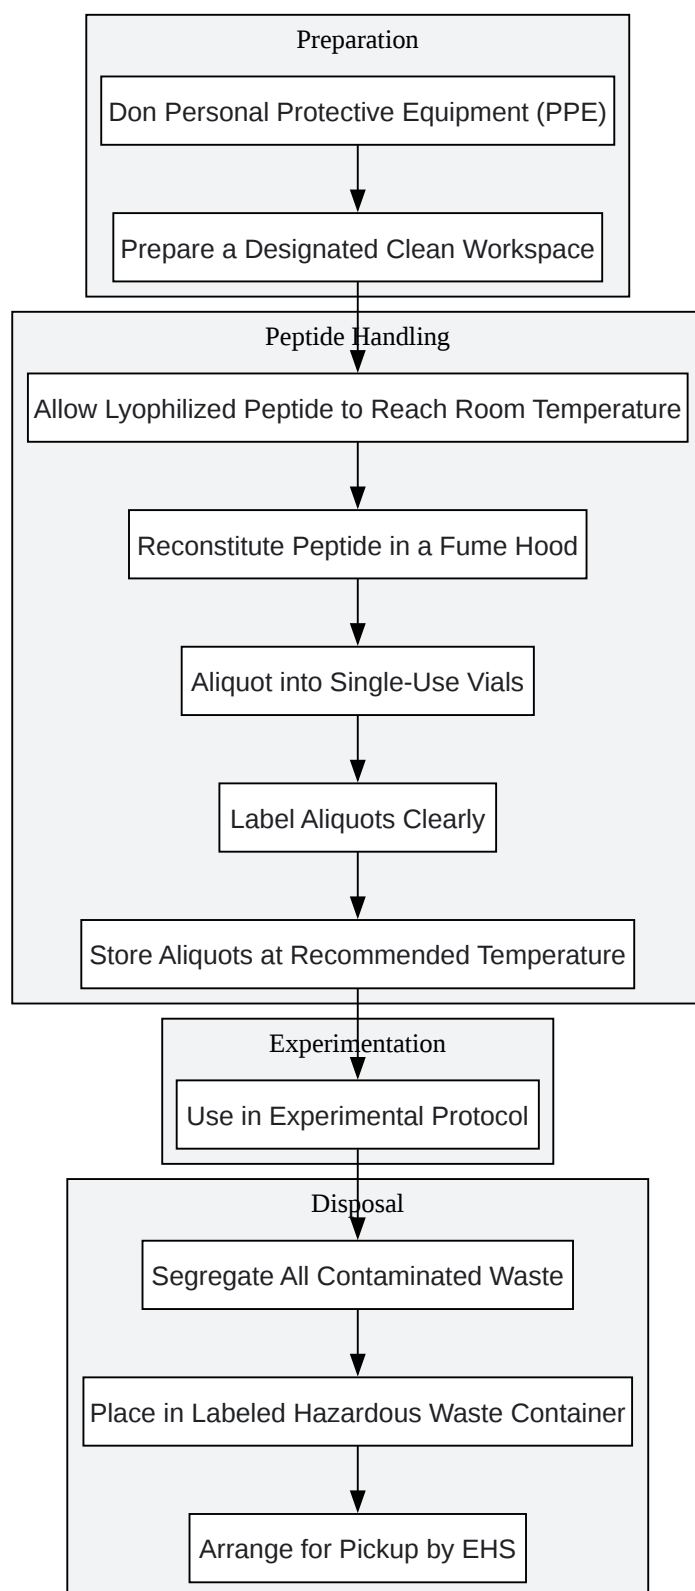 Preparation
Don Personal Protective Equipment (PPE)
Prepare a Designated Clean Workspace
Peptide Handling
Allow Lyophilized Peptide to Reach Room Temperature
Reconstitute Peptide in a Fume Hood
Aliquot into Single-Use Vials
Label Aliquots Clearly
Store Aliquots at Recommended Temperature
Experimentation
Use in Experimental Protocol
Disposal
Segregate All Contaminated Waste
Place in Labeled Hazardous Waste Container
Arrange for Pickup by EHS